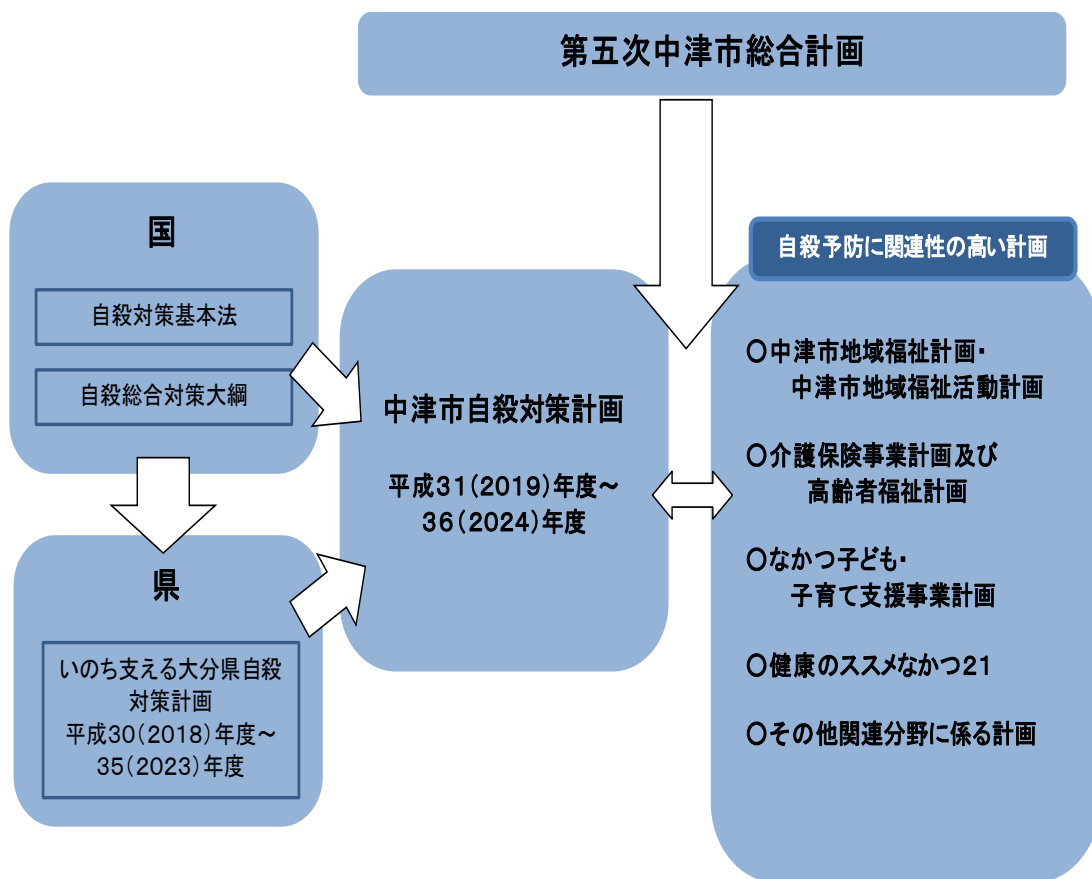 第五次中津市総合計画
国
自殺対策基本法
自殺総合対策大綱
県
いのち支える大分県自殺
対策計画
平成30(2018)年度~
35(2023)年度
中津市自殺対策計画
平成31(2019)年度~
36(2024)年度
自殺予防に関連性の高い計画
○中津市地域福祉計画・
中津市地域福祉活動計画
○介護保険事業計画及び
高齢者福祉計画
○なかつ子ども・
子育て支援事業計画
○健康のススメなかつ21
○その他関連分野に係る計画